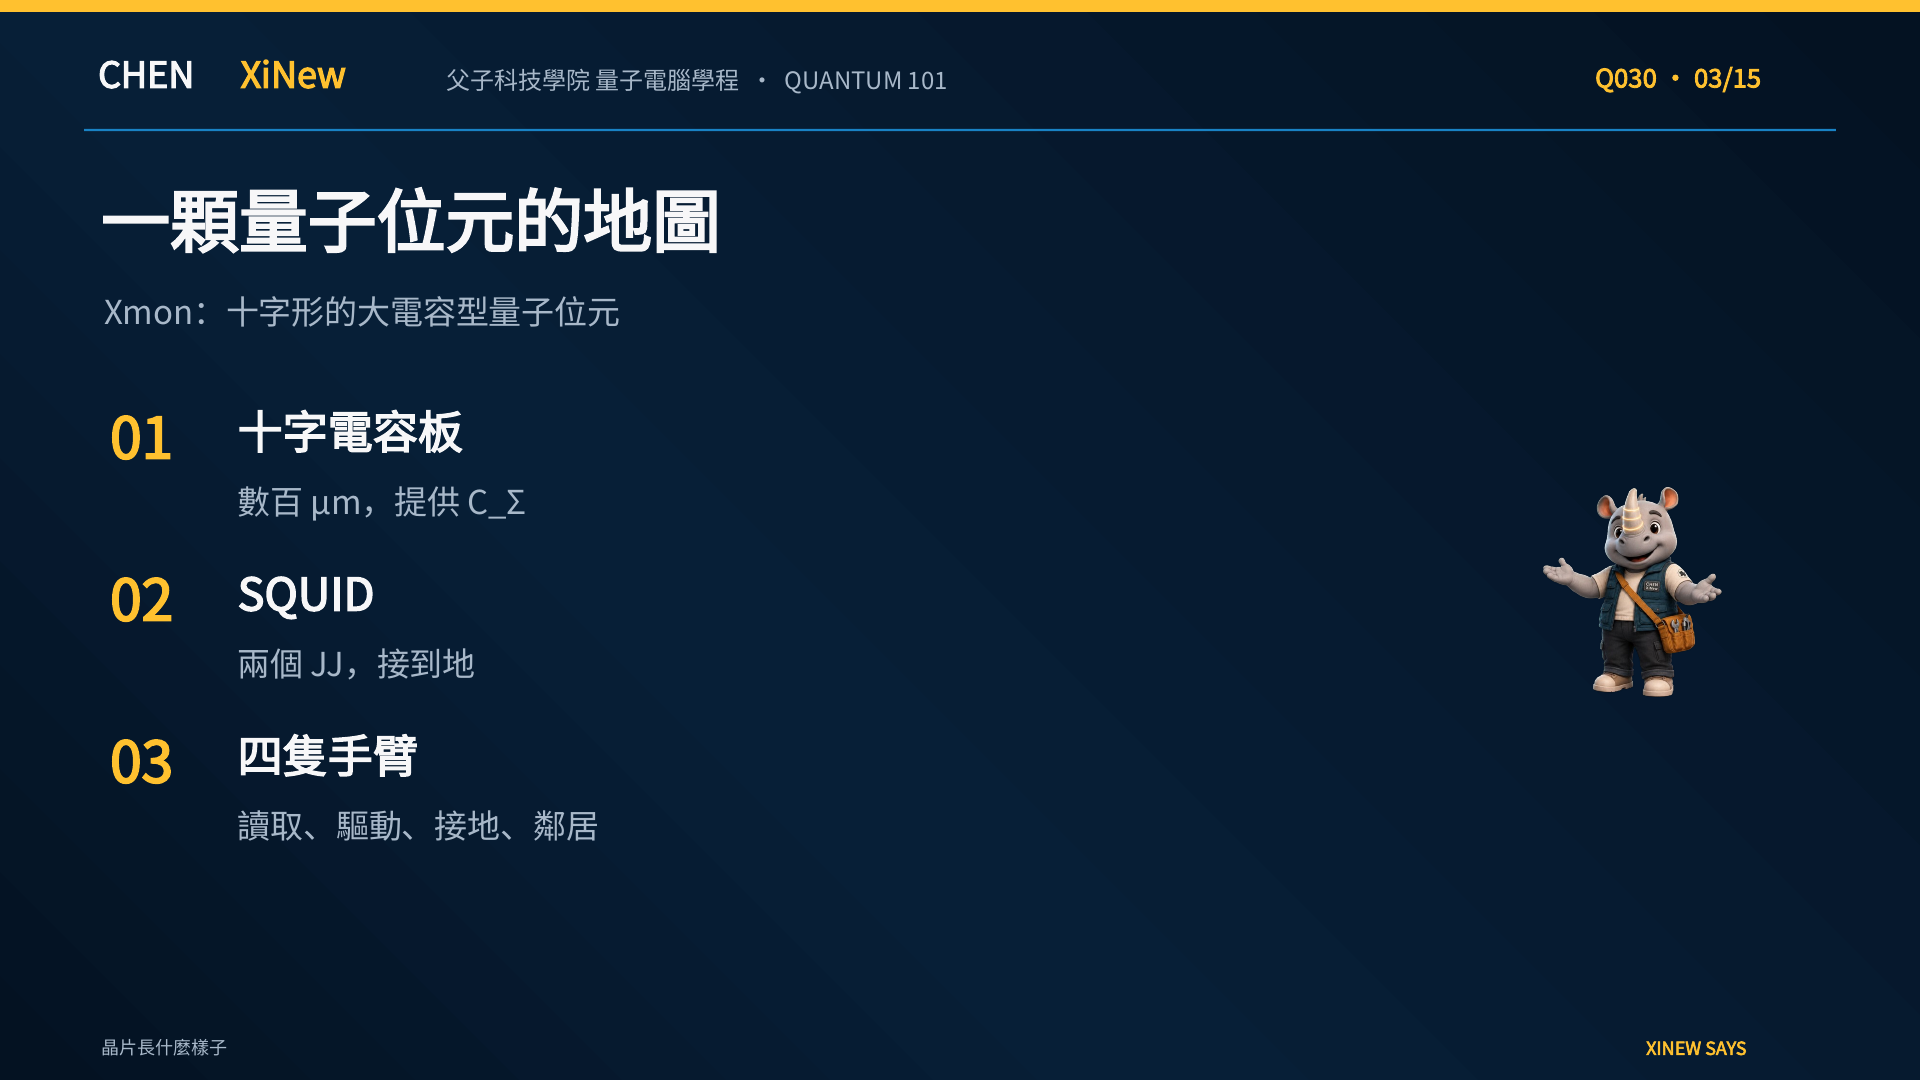 CHEN XiNew 父子科技學院 量子電腦學程 · QUANTUM 101 Q030 · 03/15
一顆量子位元的地圖
Xmon：十字形的大電容型量子位元
01 十字電容板
數百 μm，提供 C_Σ
02 SQUID
兩個 JJ，接到地
03 四隻手臂
讀取、驅動、接地、鄰居
CHEN
XiNew
晶片長什麼樣子 XINEW SAYS